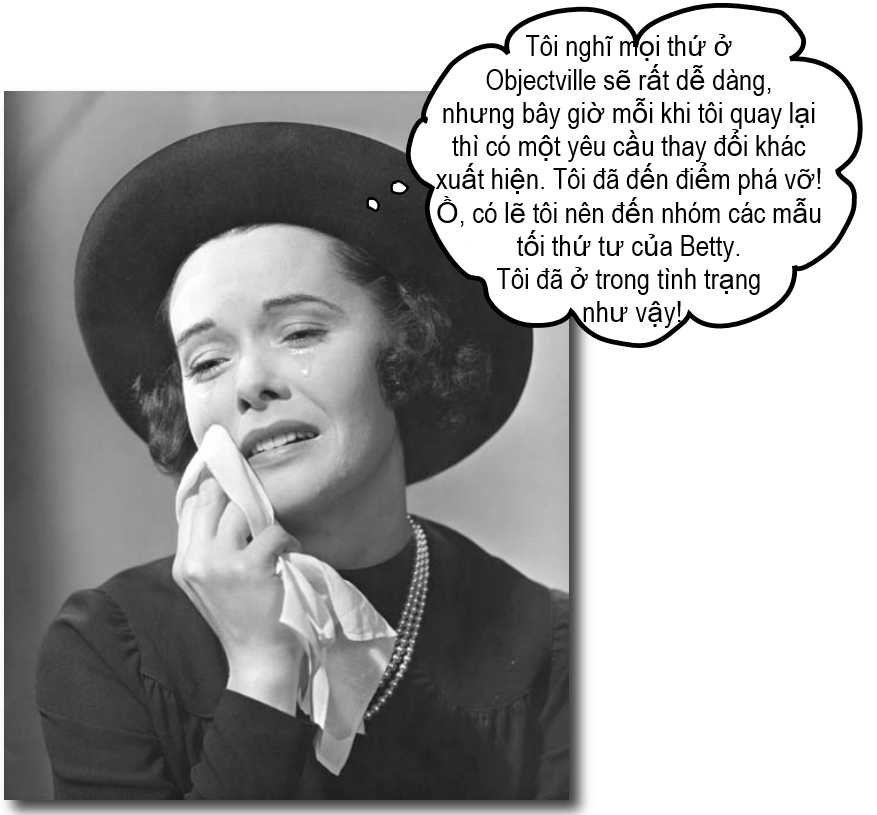 Tôi nghĩ mọi thứ ở
Objectville sẽ rất dễ dàng,
nhưng bây giờ mỗi khi tôi quay lại
thì có một yêu cầu thay đổi khác
xuất hiện. Tôi đã đến điểm phá vỡ!
Ồ, có lẽ tôi nên đến nhóm các mẫu
tối thứ tư của Betty.
Tôi đã ở trong tình trạng
như vậy!